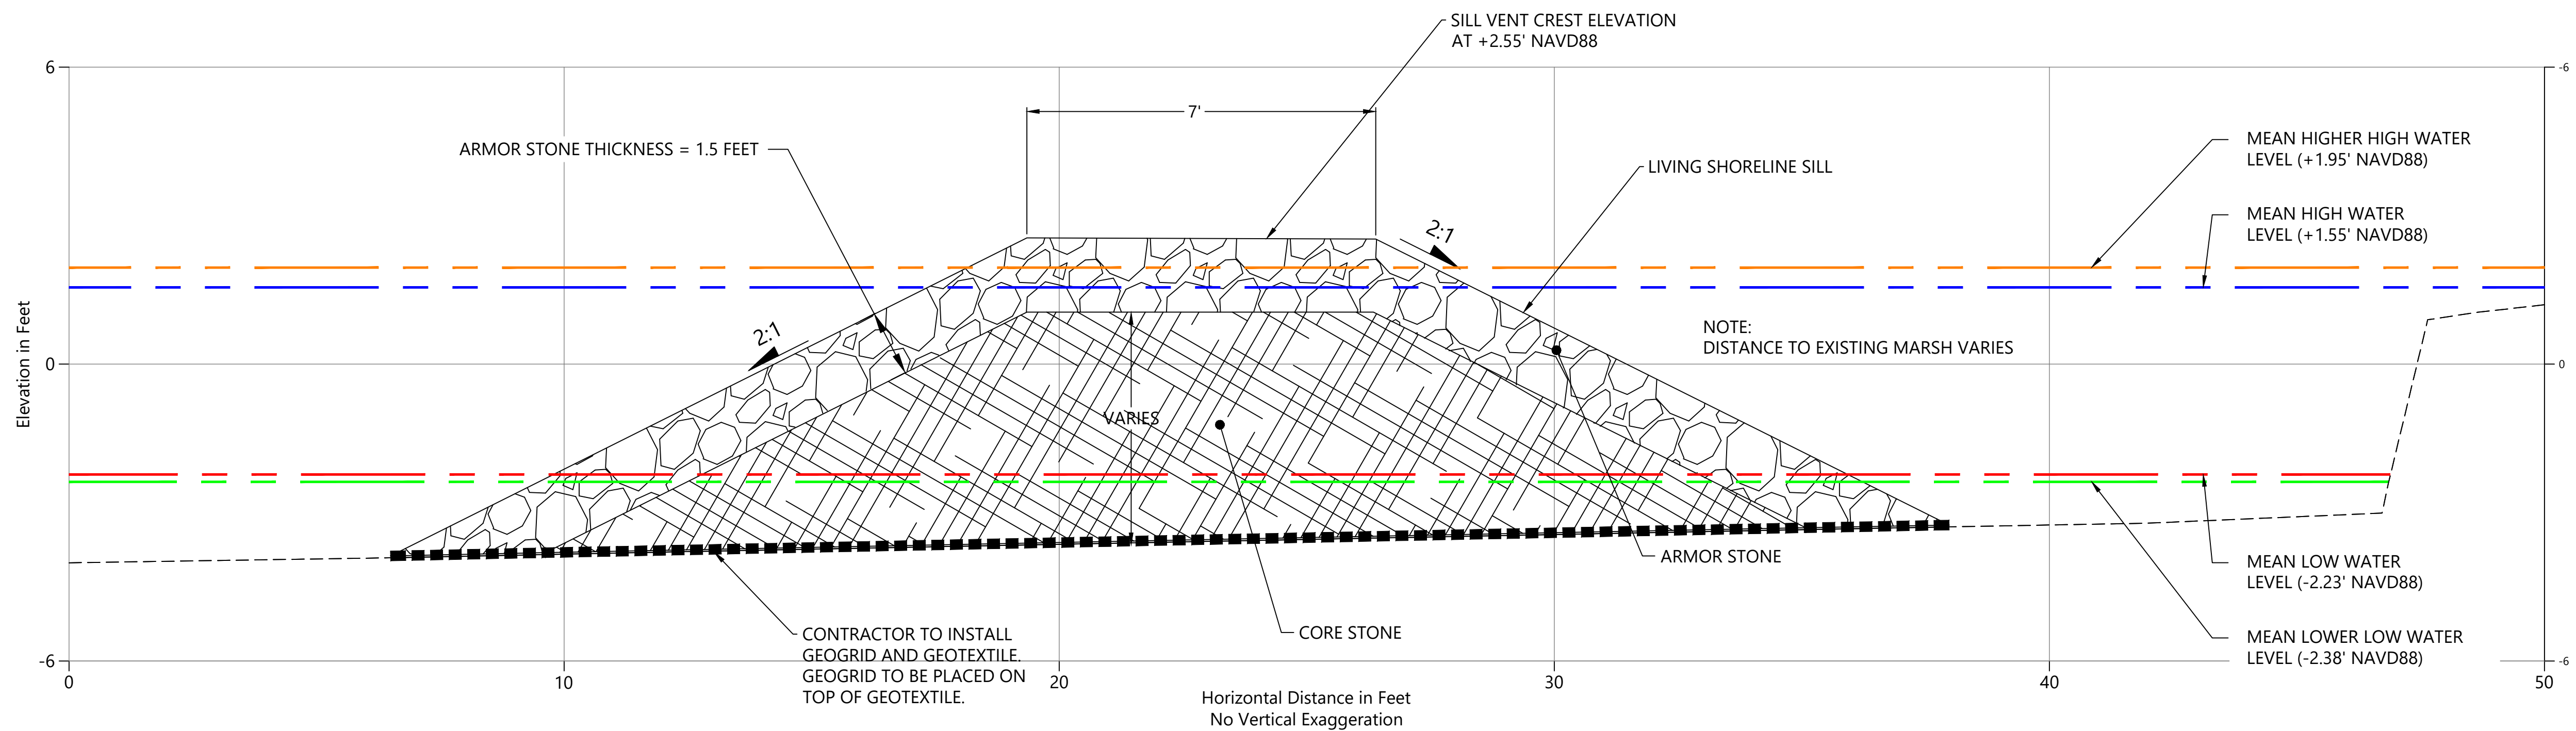 SILL VENT CREST ELEVATION
AT +2.55' NAVD88
6
-6
7'
ARMOR STONE THICKNESS = 1.5 FEET
LIVING SHORELINE SILL
MEAN HIGHER HIGH WATER
LEVEL (+1.95' NAVD88)
MEAN HIGH WATER
LEVEL (+1.55' NAVD88)
2:1
2:1
NOTE:
DISTANCE TO EXISTING MARSH VARIES
Elevation in Feet
0
0
VARIES
ARMOR STONE
MEAN LOW WATER
LEVEL (-2.23' NAVD88)
CORE STONE
MEAN LOWER LOW WATER
LEVEL (-2.38' NAVD88)
CONTRACTOR TO INSTALL
GEOGRID AND GEOTEXTILE.
GEOGRID TO BE PLACED ON
TOP OF GEOTEXTILE.
-6
-6
0
10
20
30
40
50
Horizontal Distance in Feet
No Vertical Exaggeration